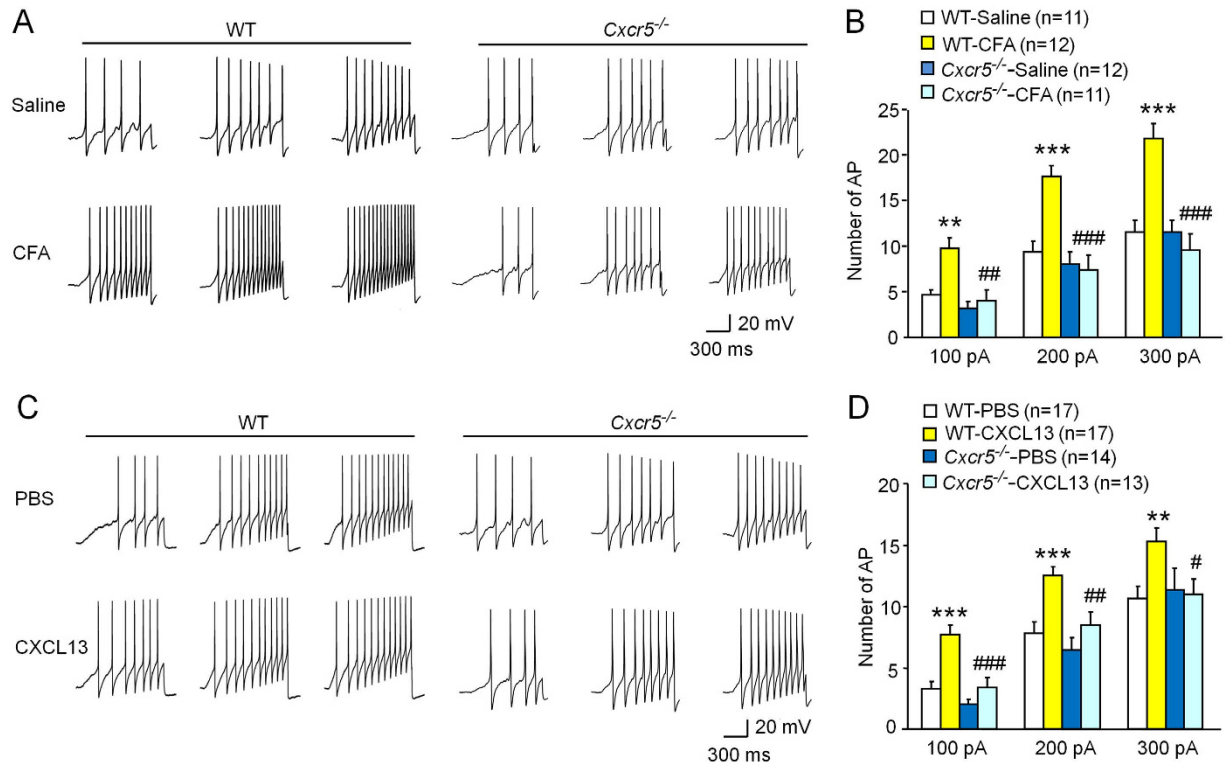 A
WT
Cxcr5-/-
Saline
CFA
20 mV
300 ms
B
WT-Saline (n=11)
WT-CFA (n=12)
Cxcr5-/--Saline (n=12)
Cxcr5-/--CFA (n=11)
Number of AP
25
20
15
10
5
0
**
##
***
###
***
###
100 pA
200 pA
300 pA
C
WT
Cxcr5-/-
PBS
CXCL13
20 mV
300 ms
D
WT-PBS (n=17)
WT-CXCL13 (n=17)
Cxcr5-/--PBS (n=14)
Cxcr5-/--CXCL13 (n=13)
Number of AP
20
15
10
5
0
***
###
***
##
**
#
100 pA
200 pA
300 pA